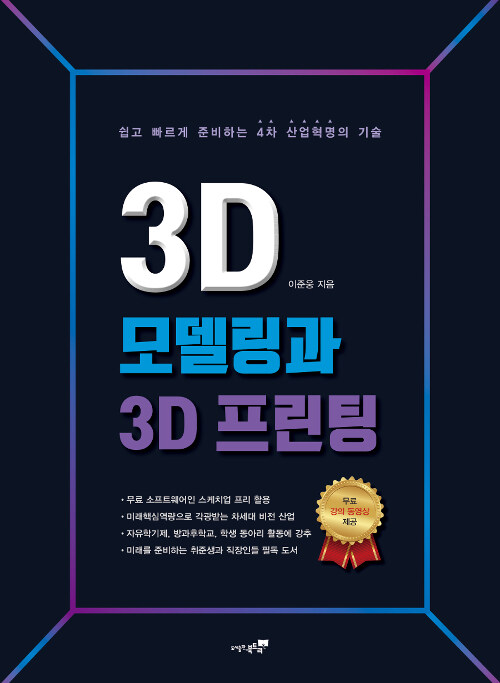 쉽고 빠르게 준비하는 4차 산업혁명의 기술
3D
이준웅 지음
모델링과
3D 프린팅
• 무료 소프트웨어인 스케치업 프리 활용
• 미래핵심역량으로 각광받는 차세대 비전 산업
• 자유학기제, 방과후학교, 학생 동아리 활동에 강추
• 미래를 준비하는 취준생과 직장인들 필독 도서
무료
강의 동영상
제공
북트랙